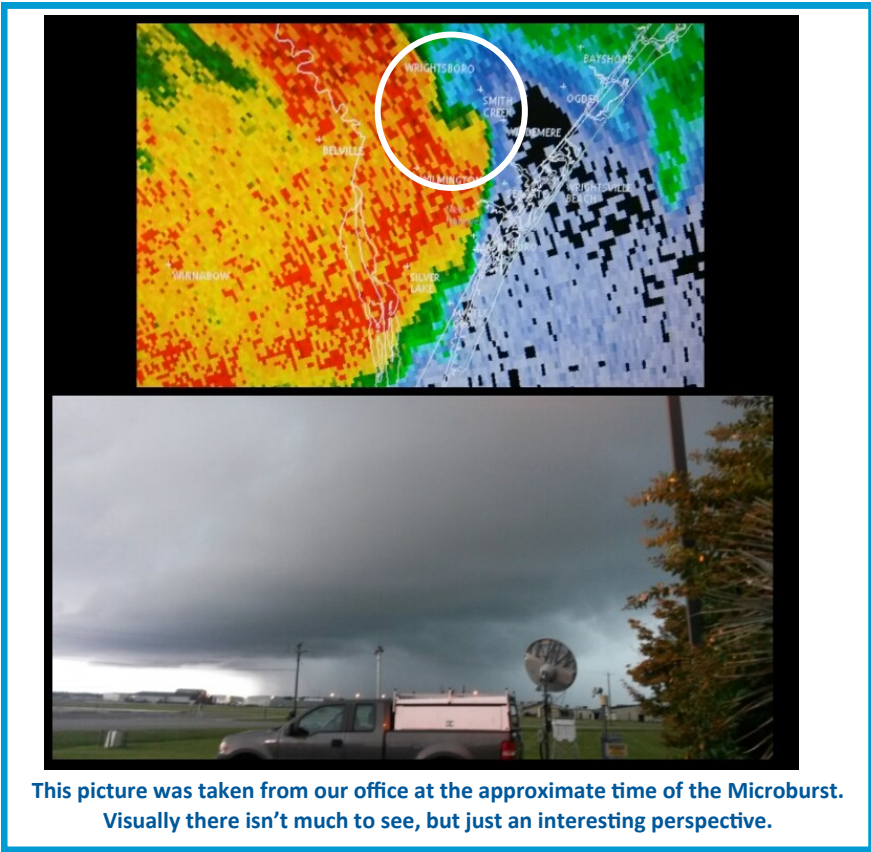 WRIGHTSBORO
BAYSHORE
SMITH
CREEK
OGDEN
BELVILLE
WILMINGTON
WRIGHTSVILLE
BEACH
SILVER
LAKE
This picture was taken from our office at the approximate time of the Microburst.
Visually there isn’t much to see, but just an interesting perspective.